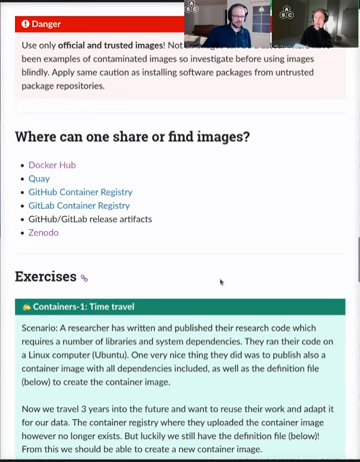 Danger
Use only official and trusted images! Not
been examples of contaminated images so investigate before using images
blindly. Apply same caution as installing software packages from untrusted
package repositories.
Where can one share or find images?
• Docker Hub
• Quay
• GitHub Container Registry
• GitLab Container Registry
• GitHub/GitLab release artifacts
• Zenodo
Exercises
Containers-1: Time travel
Scenario: A researcher has written and published their research code which
requires a number of libraries and system dependencies. They ran their code on
a Linux computer (Ubuntu). One very nice thing they did was to publish also a
container image with all dependencies included, as well as the definition file
(below) to create the container image.
Now we travel 3 years into the future and want to reuse their work and adapt it
for our data. The container registry where they uploaded the container image
however no longer exists. But luckily we still have the definition file (below)!
From this we should be able to create a new container image.